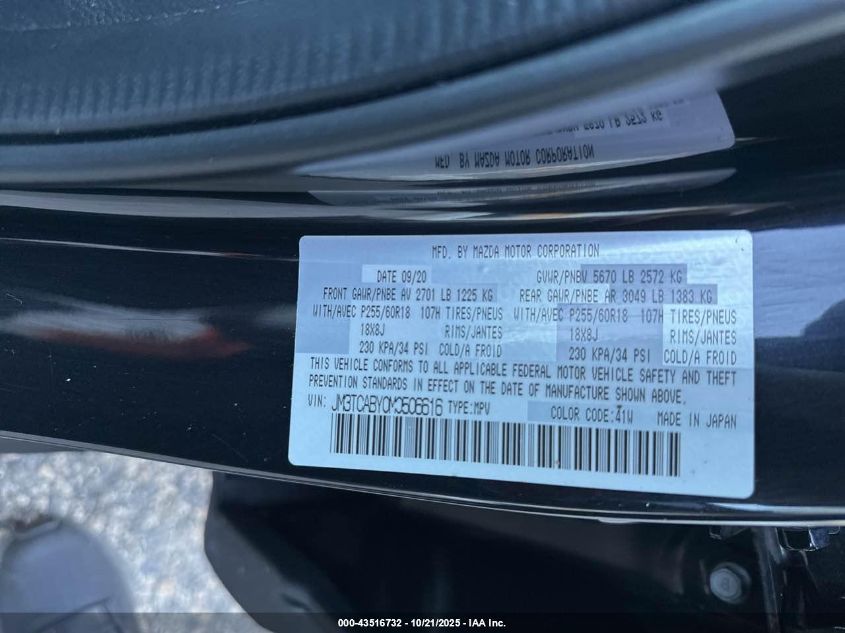 MFD. BY MAZDA MOTOR CORPORATION
MFD. BY MAZDA MOTOR CORPORATION
DATE 09/20 GVWR/PNBV 5670 LB 2572 KG
FRONT GAWR/PNBE AV 2701 LB 1225 KG REAR GAWR/PNBE AR 3049 LB 1383 KG
WITH/AVEC P255/60R18 107H TIRES/PNEUS WITH/AVEC P255/60R18 107H TIRES/PNEUS
18X8J RIMS/JANTES 18X8J RIMS/JANTES
230 KPA/34 PSI COLD/A FROID 230 KPA/34 PSI COLD/A FROID
THIS VEHICLE CONFORMS TO ALL APPLICABLE FEDERAL MOTOR VEHICLE SAFETY AND THEFT
PREVENTION STANDARDS IN EFFECT ON THE DATE OF MANUFACTURE SHOWN ABOVE.
VIN: JM3TCABY0M0506616 TYPE:MPV COLOR CODE:41W MADE IN JAPAN
000-43516732 - 10/21/2025 - IAA Inc.